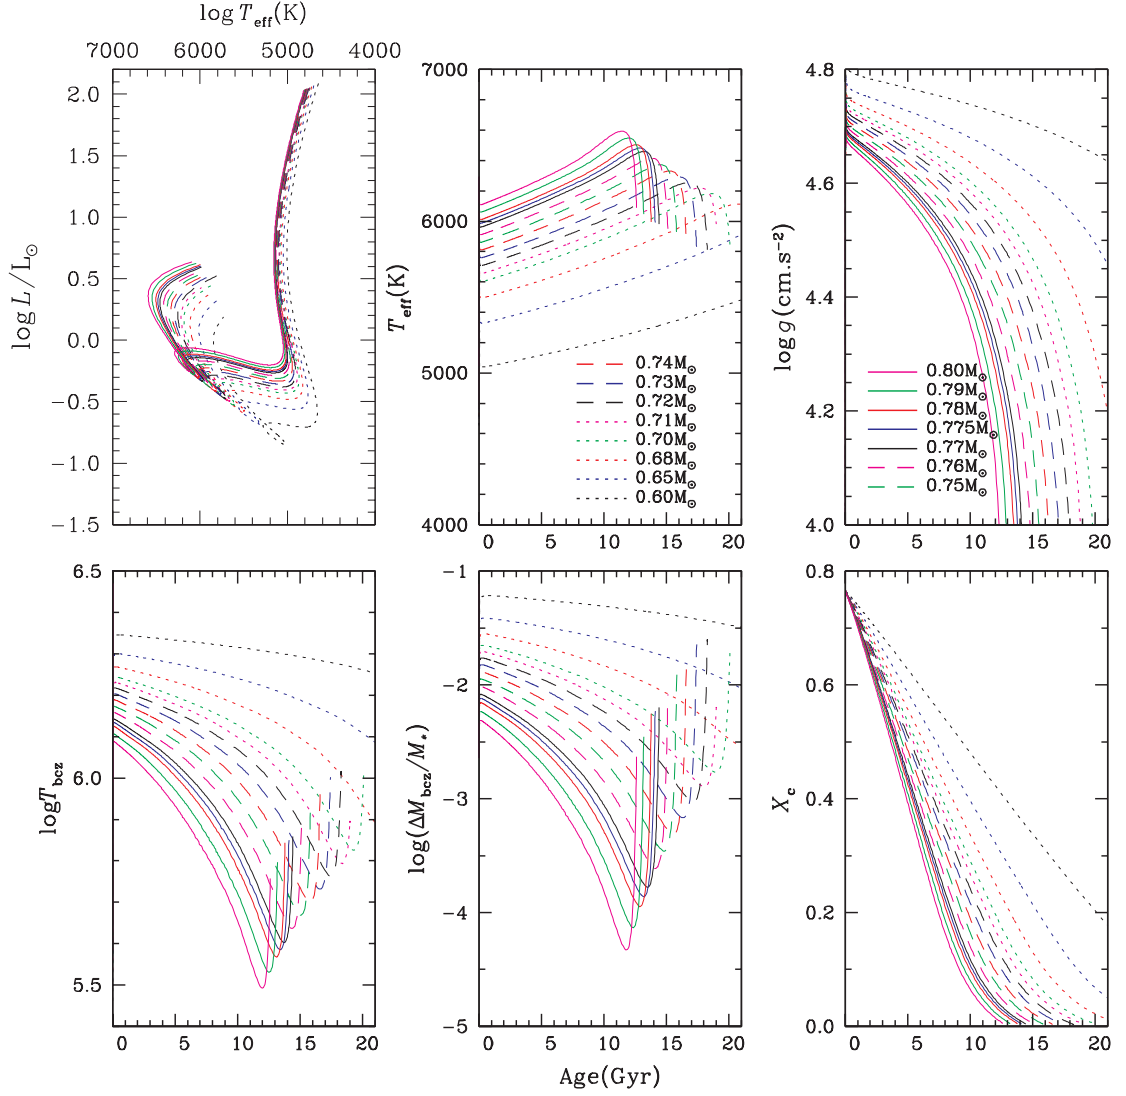 log T_eff(K)
7000 6000 5000 4000
log L/L⊙
2.0
1.5
1.0
0.5
0.0
−0.5
−1.0
−1.5
T_eff(K)
7000
6000
5000
4000
0.74M⊙
0.73M⊙
0.72M⊙
0.71M⊙
0.70M⊙
0.68M⊙
0.65M⊙
0.60M⊙
0 5 10 15 20
log g(cm.s⁻²)
4.8
4.6
4.4
4.2
4.0
0.80M⊙
0.79M⊙
0.78M⊙
0.775M⊙
0.77M⊙
0.76M⊙
0.75M⊙
0 5 10 15 20
logT_bcz
6.5
6.0
5.5
0 5 10 15 20
log(ΔM_bcz/M_*)
−1
−2
−3
−4
−5
0 5 10 15 20
X_c
0.8
0.6
0.4
0.2
0.0
0 5 10 15 20
Age(Gyr)